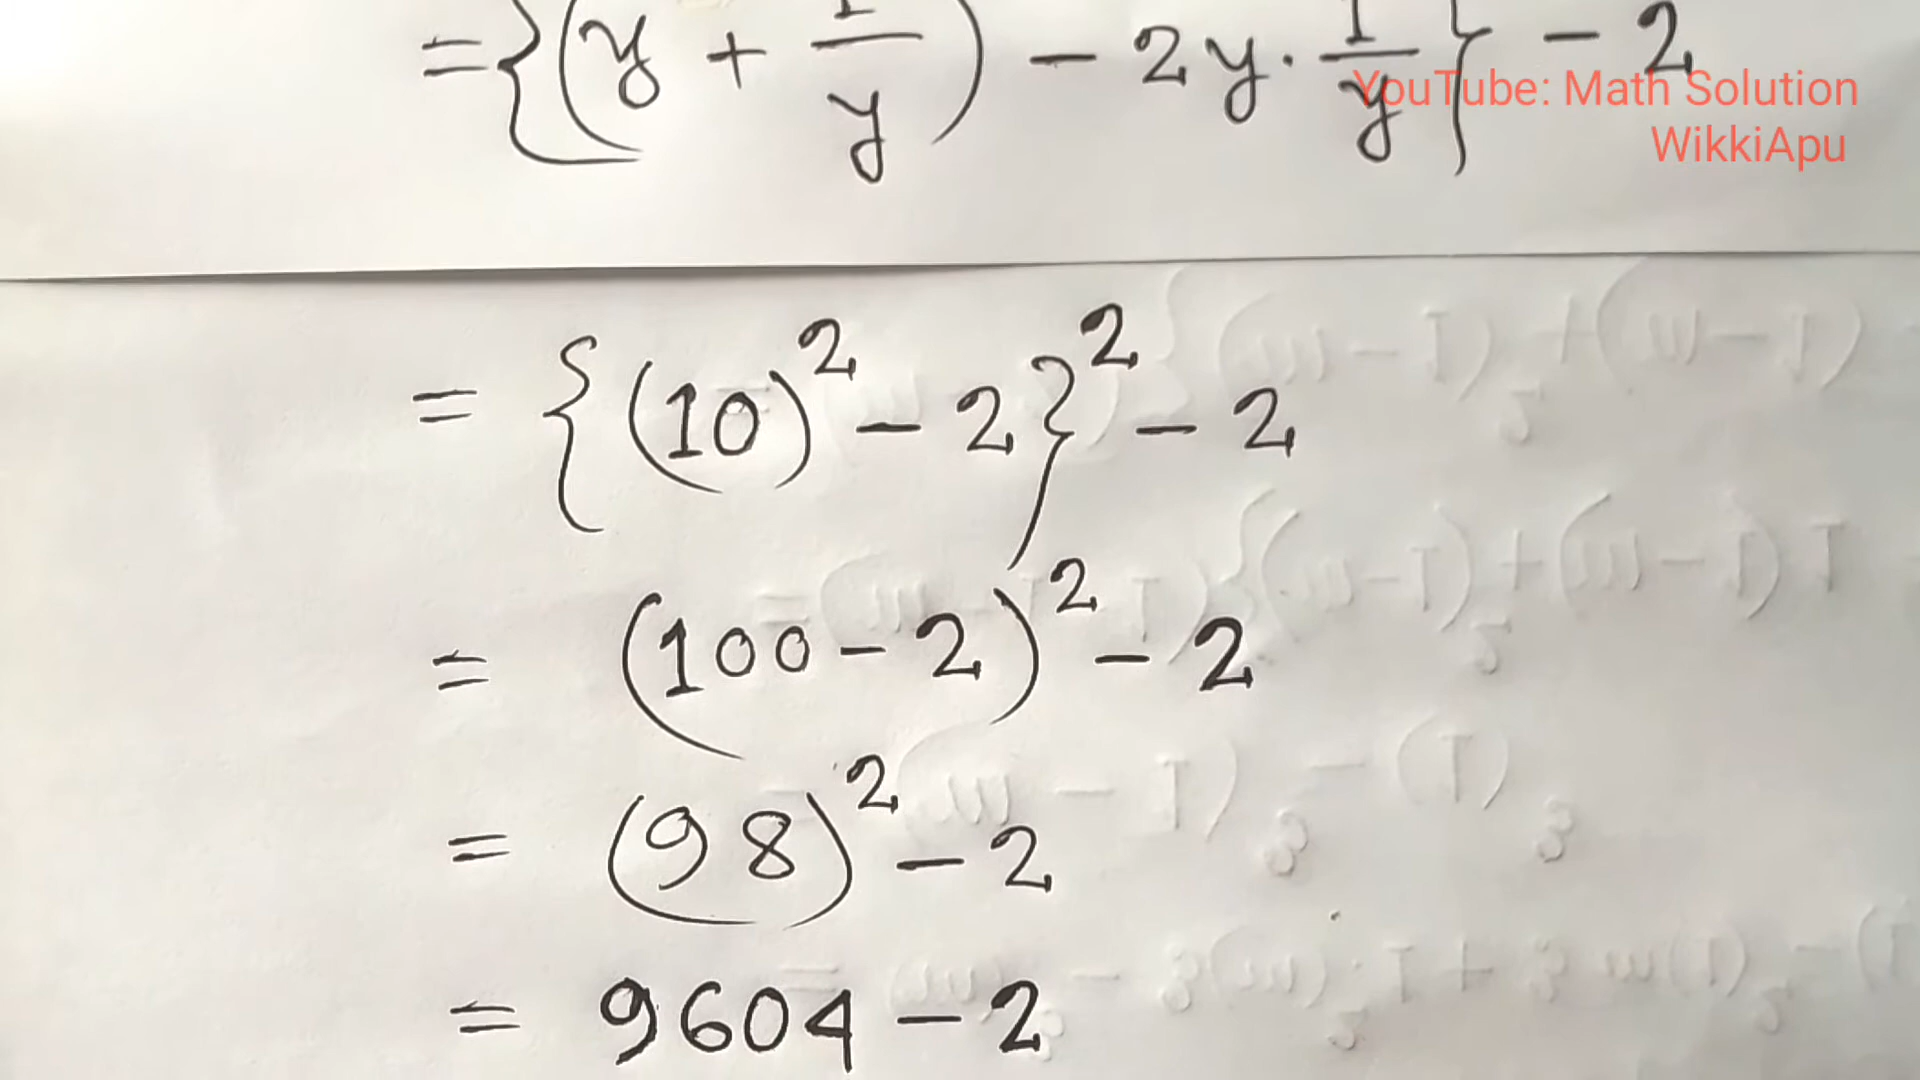 ={(y + 1/y) - 2y · 1/y} - 2
YouTube: Math Solution
WikkiApu
= {(10)² - 2}² - 2
= (100 - 2)² - 2
= (98)² - 2
= 9604 - 2